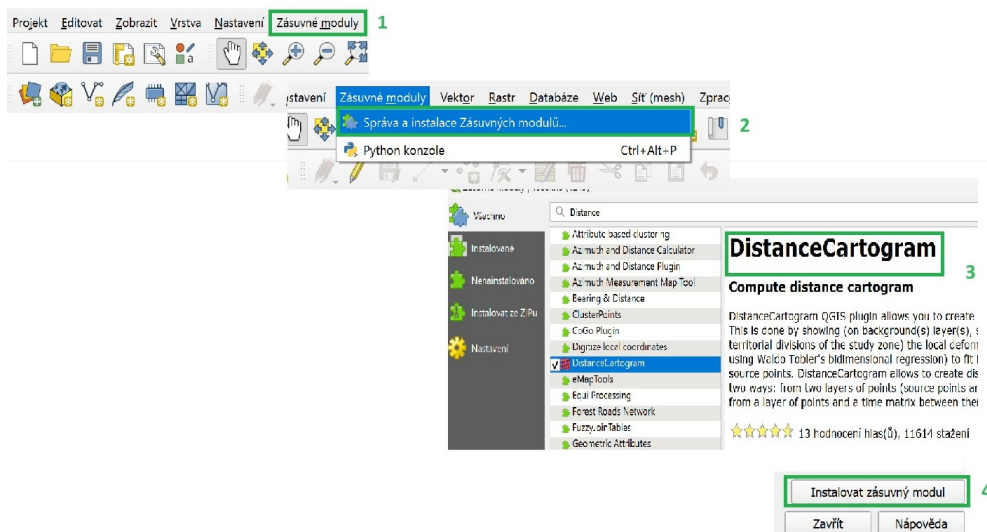 Projekt Editovat Zobrazit Vrstva Nastavení Zásuvné moduly 1
astavení Zásuvné moduly Vektor Rastr Databáze Web Síť (mesh) Zprac
Správa a instalace Zásuvných modulů... 2
Python konzole Ctrl+Alt+P
Všechno
Distance
Instalované
Nenainstalováno
Instalovat ze ZIPu
Nastavení
Attribute based clustering
Azimuth and Distance Calculator
Azimuth and Distance Plugin
Azimuth Measurement Map Tool
Bearing & Distance
ClusterPoints
CoGo Plugin
Digitize local coordinates
DistanceCartogram
eMapTools
Equi Processing
Forest Roads Network
FuzzyJoinTables
Geometric Attributes
DistanceCartogram
3
Compute distance cartogram
DistanceCartogram QGIS plugin allows you to create
This is done by showing (on background(s) layer(s), s
territorial divisions of the study zone) the local deform
using Waldo Tobler's bidimensional regression) to fit
source points. DistanceCartogram allows to create dis
two ways: from two layers of points (source points ar
from a layer of points and a time matrix between the
13 hodnocení hlas(ů), 11614 stažení
Instalovat zásuvný modul 4
Zavřít Nápověda